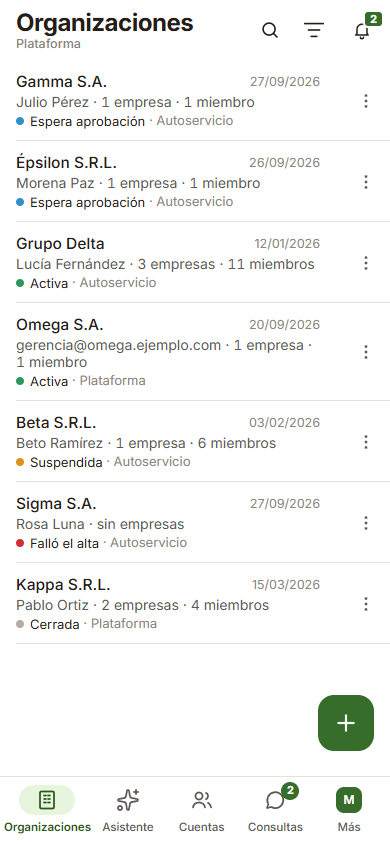 Organizaciones
Plataforma
2
Gamma S.A. 27/09/2026
Julio Pérez · 1 empresa · 1 miembro
Espera aprobación · Autoservicio
Épsilon S.R.L. 26/09/2026
Morena Paz · 1 empresa · 1 miembro
Espera aprobación · Autoservicio
Grupo Delta 12/01/2026
Lucía Fernández · 3 empresas · 11 miembros
Activa · Autoservicio
Omega S.A. 20/09/2026
gerencia@omega.ejemplo.com · 1 empresa ·
1 miembro
Activa · Plataforma
Beta S.R.L. 03/02/2026
Beto Ramírez · 1 empresa · 6 miembros
Suspendida · Autoservicio
Sigma S.A. 27/09/2026
Rosa Luna · sin empresas
Falló el alta · Autoservicio
Kappa S.R.L. 15/03/2026
Pablo Ortiz · 2 empresas · 4 miembros
Cerrada · Plataforma
2 M
Organizaciones Asistente Cuentas Consultas Más